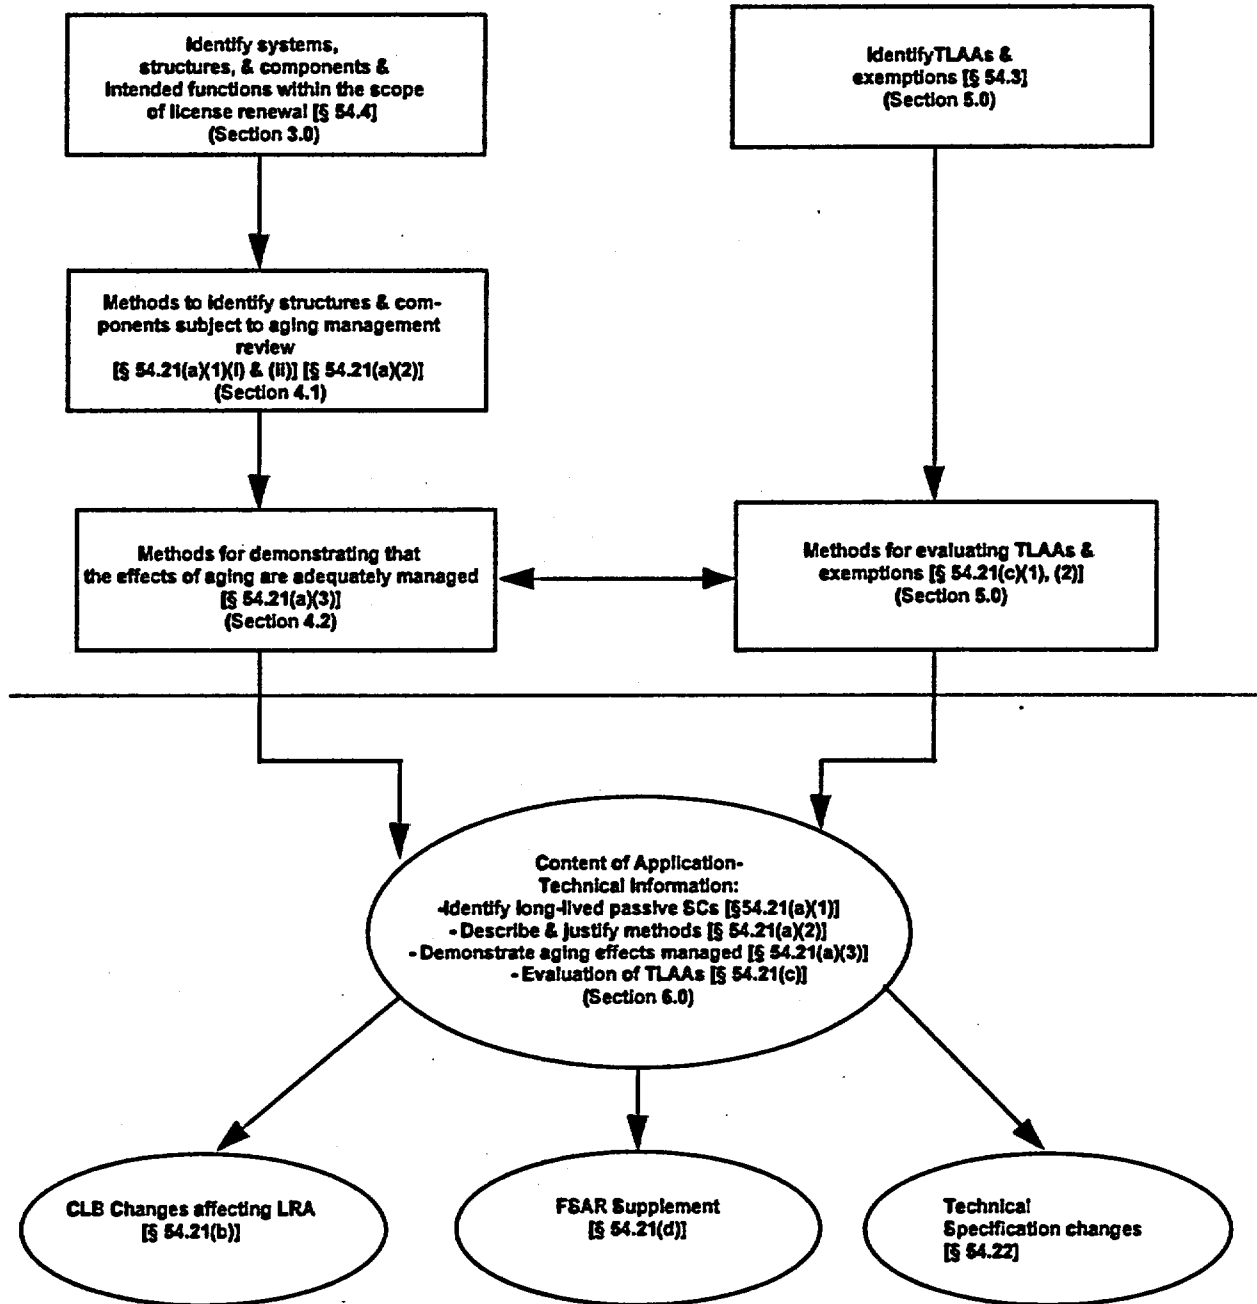 Identify systems,
structures, & components &
intended functions within the scope
of license renewal [§ 54.4]
(Section 3.0)
IdentifyTLAAs &
exemptions [§ 54.3]
(Section 5.0)
Methods to identify structures & com-
ponents subject to aging management
review
[§ 54.21(a)(1)(i) & (ii)] [§ 54.21(a)(2)]
(Section 4.1)
Methods for demonstrating that
the effects of aging are adequately managed
[§ 54.21(a)(3)]
(Section 4.2)
Methods for evaluating TLAAs &
exemptions [§ 54.21(c)(1), (2)]
(Section 5.0)
Content of Application-
Technical Information:
-Identify long-lived passive SCs [§54.21(a)(1)]
- Describe & justify methods [§ 54.21(a)(2)]
- Demonstrate aging effects managed [§ 54.21(a)(3)]
- Evaluation of TLAAs [§ 54.21(c)]
(Section 6.0)
CLB Changes affecting LRA
[§ 54.21(b)]
FSAR Supplement
[§ 54.21(d)]
Technical
Specification changes
[§ 54.22]